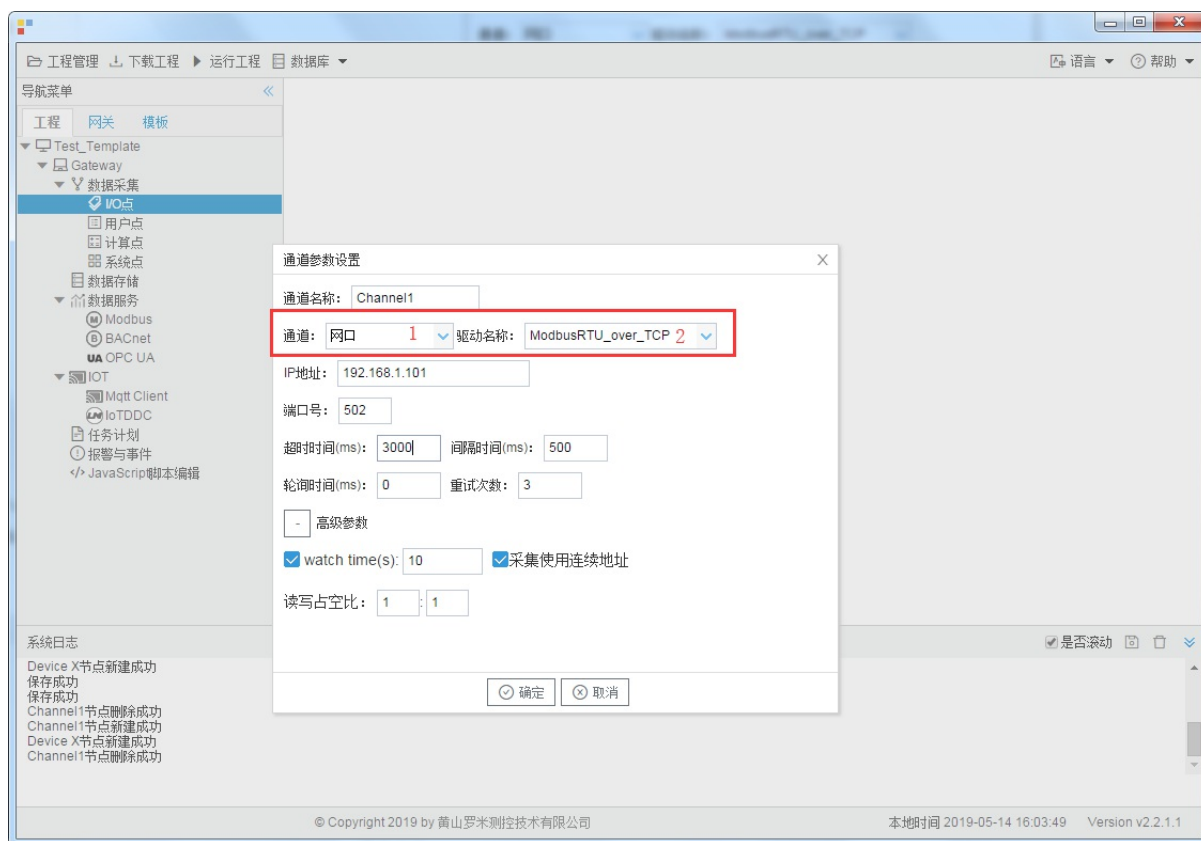 工程管理 下载工程 运行工程 数据库 语言 帮助
导航菜单
工程 网关 模板
Test_Template
Gateway
数据采集
I/O点
用户点
计算点
系统点
数据存储
数据服务
Modbus
BACnet
UA OPC UA
IOT
Mqtt Client
IoTDDC
任务计划
报警与事件
</> JavaScript脚本编辑
通道参数设置
通道名称： Channel1
通道： 网口 1 驱动名称： ModbusRTU_over_TCP 2
IP地址： 192.168.1.101
端口号： 502
超时时间(ms)： 3000 间隔时间(ms)： 500
轮询时间(ms)： 0 重试次数： 3
- 高级参数
watch time(s): 10 采集使用连续地址
读写占空比： 1 : 1
确定 取消
系统日志 是否滚动
Device X节点新建成功
保存成功
保存成功
Channel1节点删除成功
Channel1节点新建成功
Device X节点新建成功
Channel1节点删除成功
© Copyright 2019 by 黄山罗米测控技术有限公司 本地时间 2019-05-14 16:03:49 Version v2.2.1.1